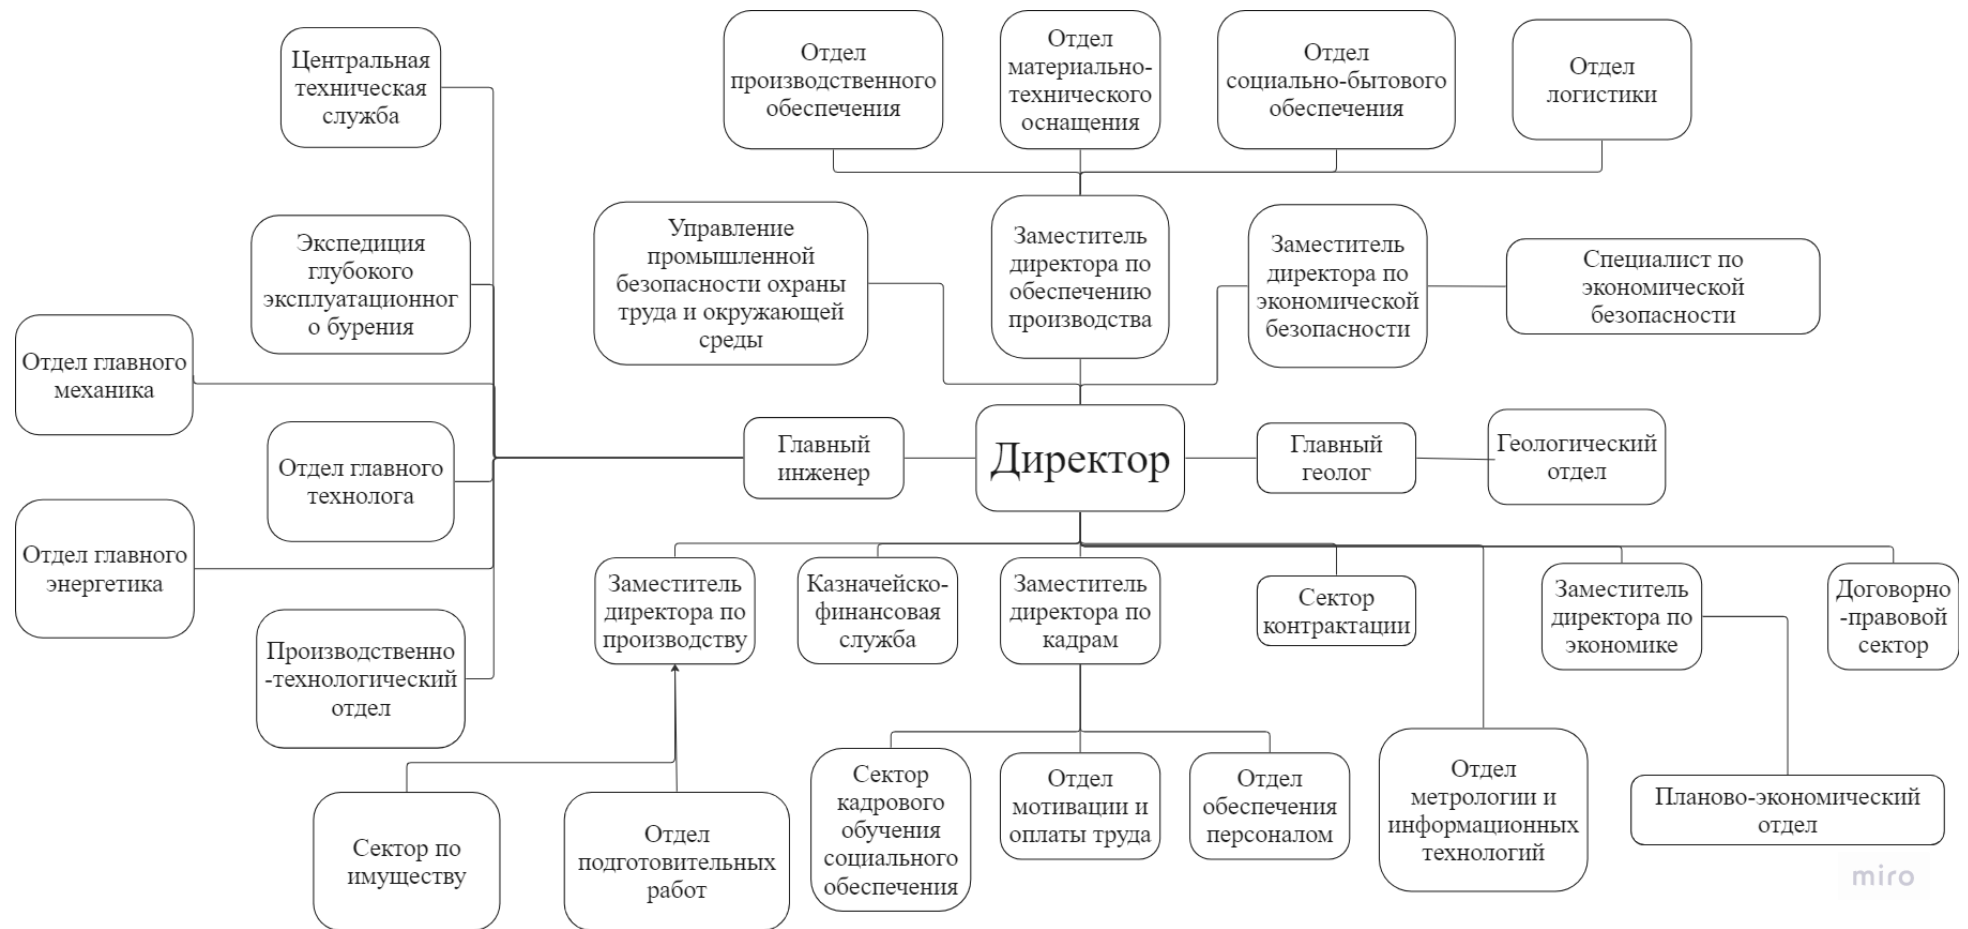 Центральная
техническая
служба
Отдел
производственного
обеспечения
Отдел
материально-
технического
оснащения
Отдел
социально-бытового
обеспечения
Отдел
логистики
Экспедиция
глубокого
эксплуатационног
о бурения
Управление
промышленной
безопасности охраны
труда и окружающей
среды
Заместитель
директора по
обеспечению
производства
Заместитель
директора по
экономической
безопасности
Специалист по
экономической
безопасности
Отдел главного
механика
Отдел главного
технолога
Главный
инженер
Директор
Главный
геолог
Геологический
отдел
Отдел главного
энергетика
Производственно
-технологический
отдел
Заместитель
директора по
производству
Казначейско-
финансовая
служба
Заместитель
директора по
кадрам
Сектор
контрактации
Заместитель
директора по
экономике
Договорно
-правовой
сектор
Сектор по
имуществу
Отдел
подготовительных
работ
Сектор
кадрового
обучения
социального
обеспечения
Отдел
мотивации и
оплаты труда
Отдел
обеспечения
персоналом
Отдел
метрологии и
информационных
технологий
Планово-экономический
отдел
miro